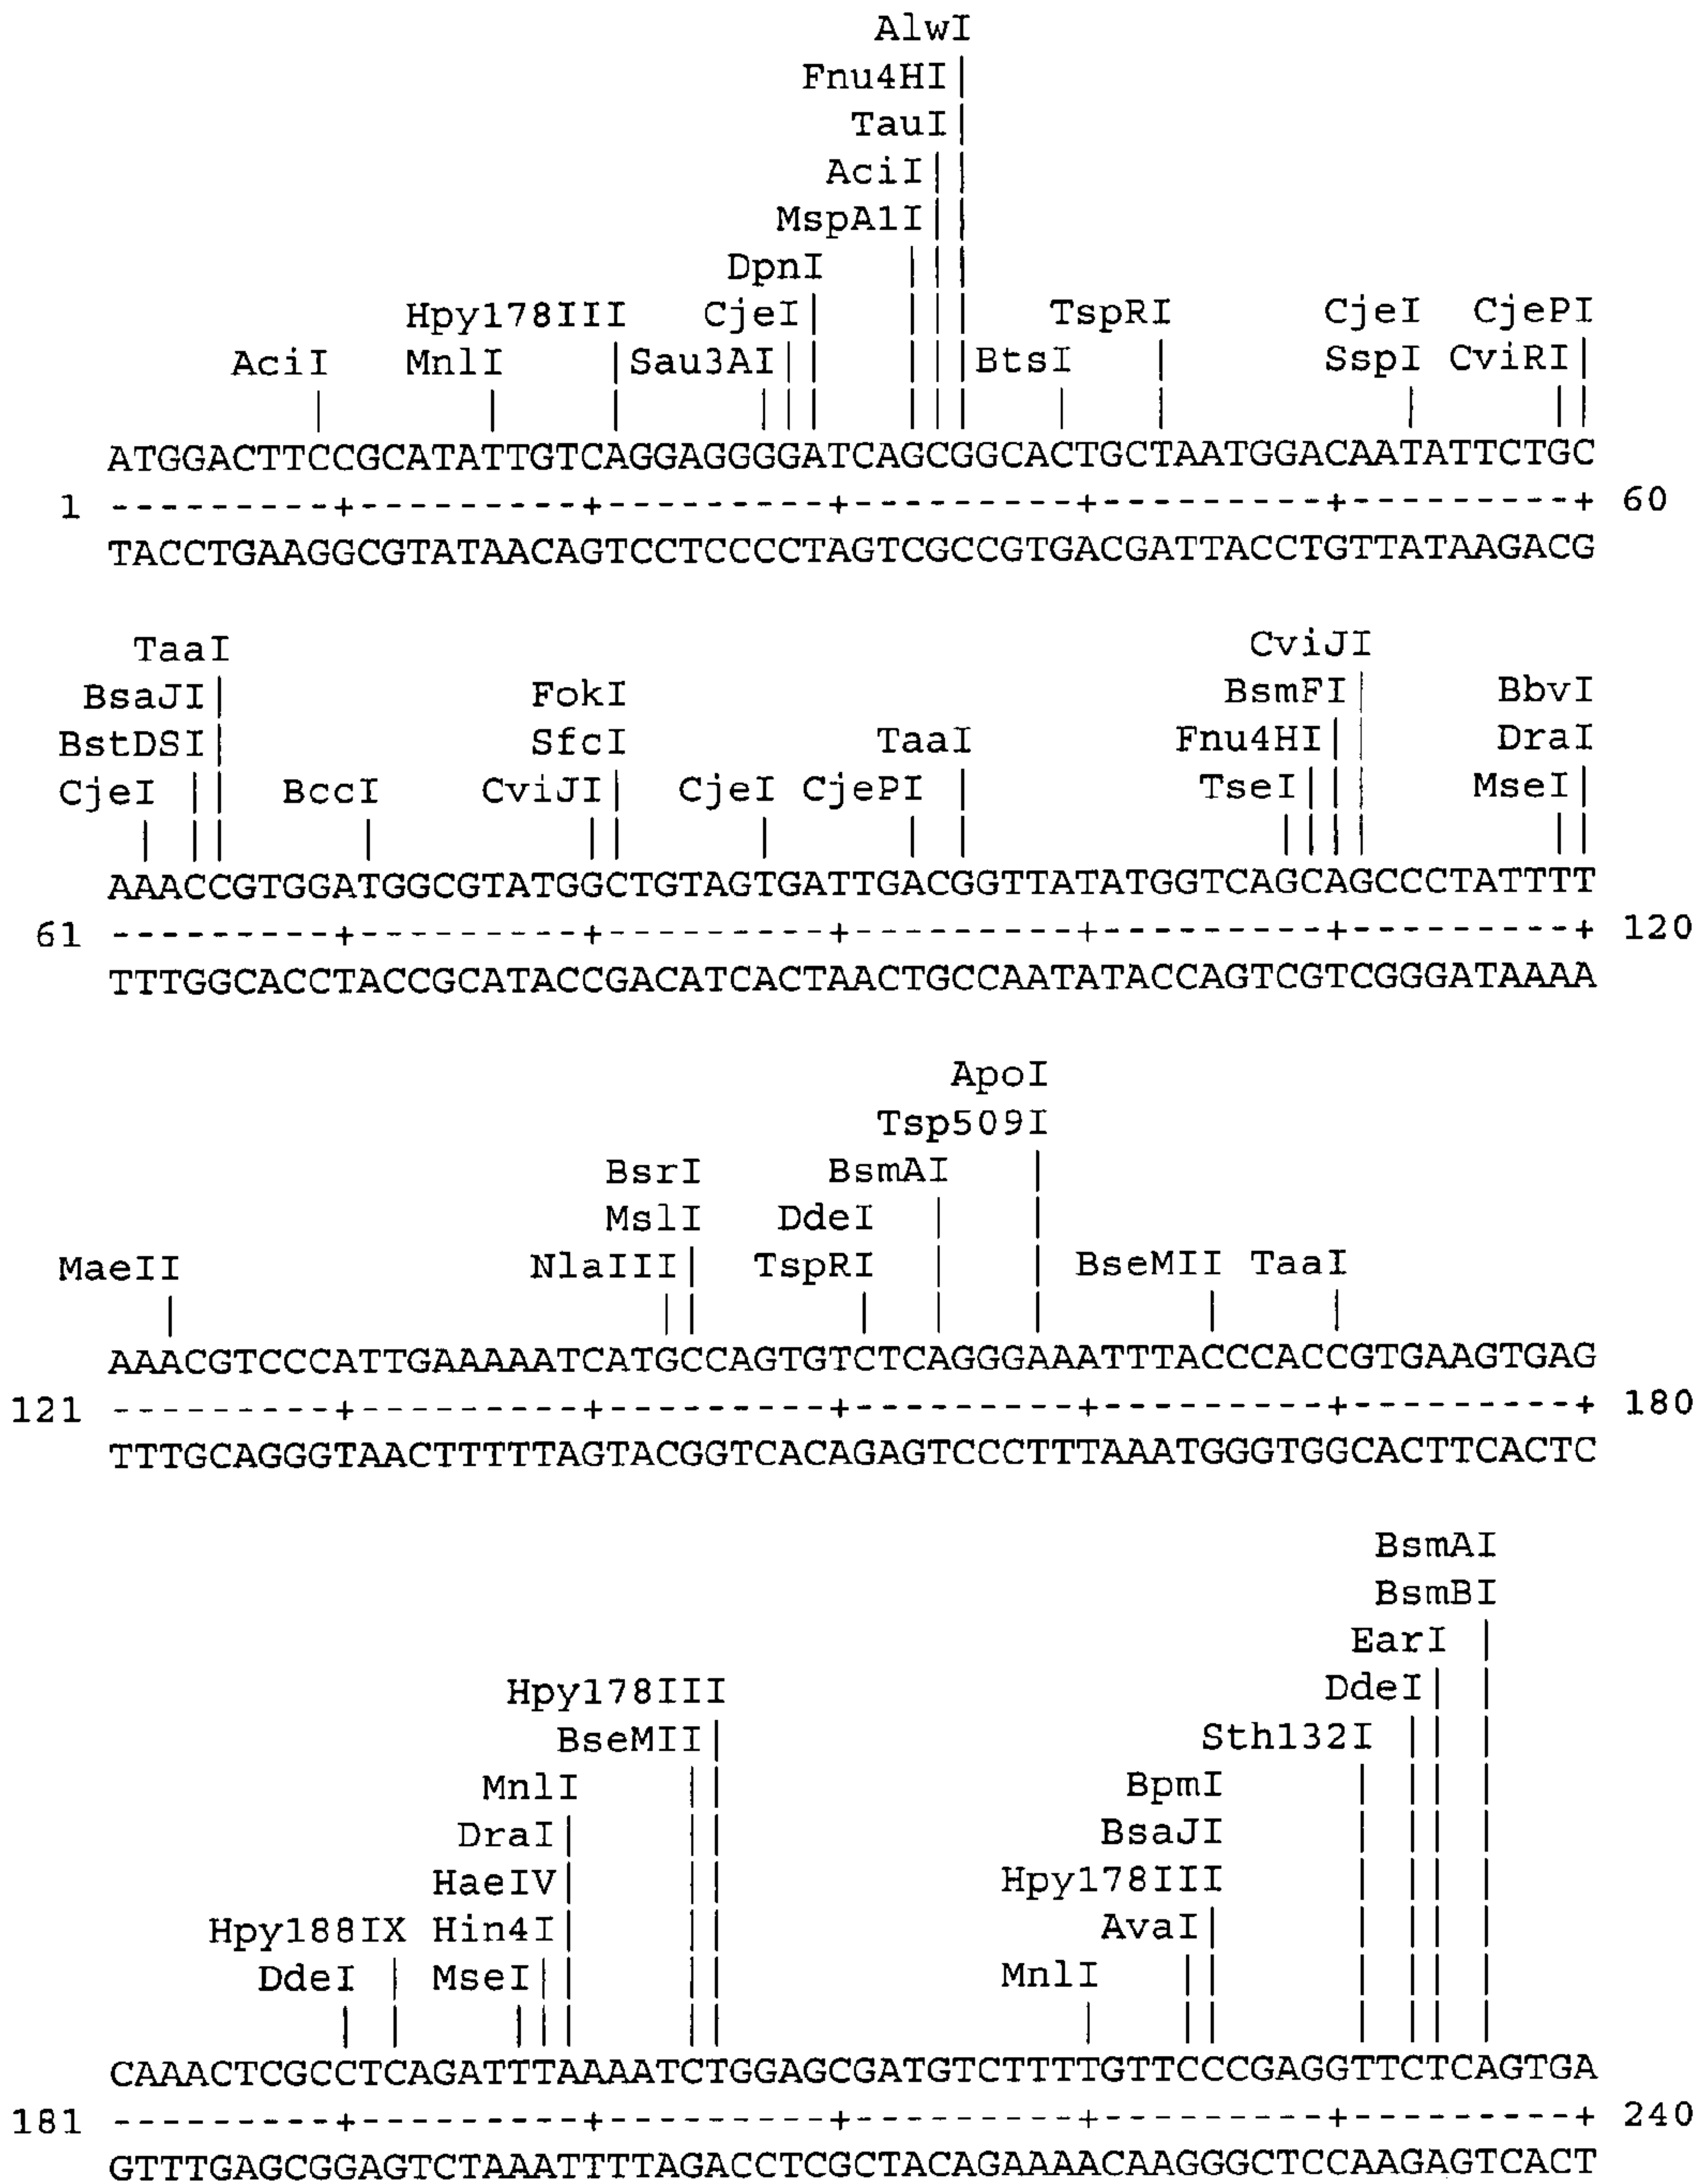 AlwI
Fnu4HI
TauI
AciI
MspA1I
DpnI
Hpy178III CjeI TspRI CjeI CjePI
AciI MnlI Sau3AI BtsI SspI CviRI
ATGGACTTCCGCATATTGTCAGGAGGGGATCAGCGGCACTGCTAATGGACAATATTCTGC
1 ---------+---------+---------+---------+---------+---------+ 60
TACCTGAAGGCGTATAACAGTCCTCCCCTAGTCGCCGTGACGATTACCTGTTATAAGACG
TaaI CviJI
BsaJI FokI BsmFI BbvI
BstDSI SfcI TaaI Fnu4HI DraI
CjeI BccI CviJI CjeI CjePI TseI MseI
AAACCGTGGATGGCGTATGGCTGTAGTGATTGACGGTTATATGGTCAGCAGCCCTATTTT
61 ---------+---------+---------+---------+---------+---------+ 120
TTTGGCACCTACCGCATACCGACATCACTAACTGCCAATATACCAGTCGTCGGGATAAAA
ApoI
Tsp509I
BsrI BsmAI
MslI DdeI
MaeII NlaIII TspRI BseMII TaaI
AAACGTCCCATTGAAAAATCATGCCAGTGTCTCAGGGAAATTTACCCACCGTGAAGTGAG
121 ---------+---------+---------+---------+---------+---------+ 180
TTTGCAGGGTAACTTTTTAGTACGGTCACAGAGTCCCTTTAAATGGGTGGCACTTCACTC
BsmAI
BsmBI
EarI
Hpy178III DdeI
BseMII Sth132I
MnlI BpmI
DraI BsaJI
HaeIV Hpy178III
Hpy188IX Hin4I AvaI
DdeI MseI MnlI
CAAACTCGCCTCAGATTTAAAATCTGGAGCGATGTCTTTTGTTCCCGAGGTTCTCAGTGA
181 ---------+---------+---------+---------+---------+---------+ 240
GTTTGAGCGGAGTCTAAATTTTAGACCTCGCTACAGAAAACAAGGGCTCCAAGAGTCACT